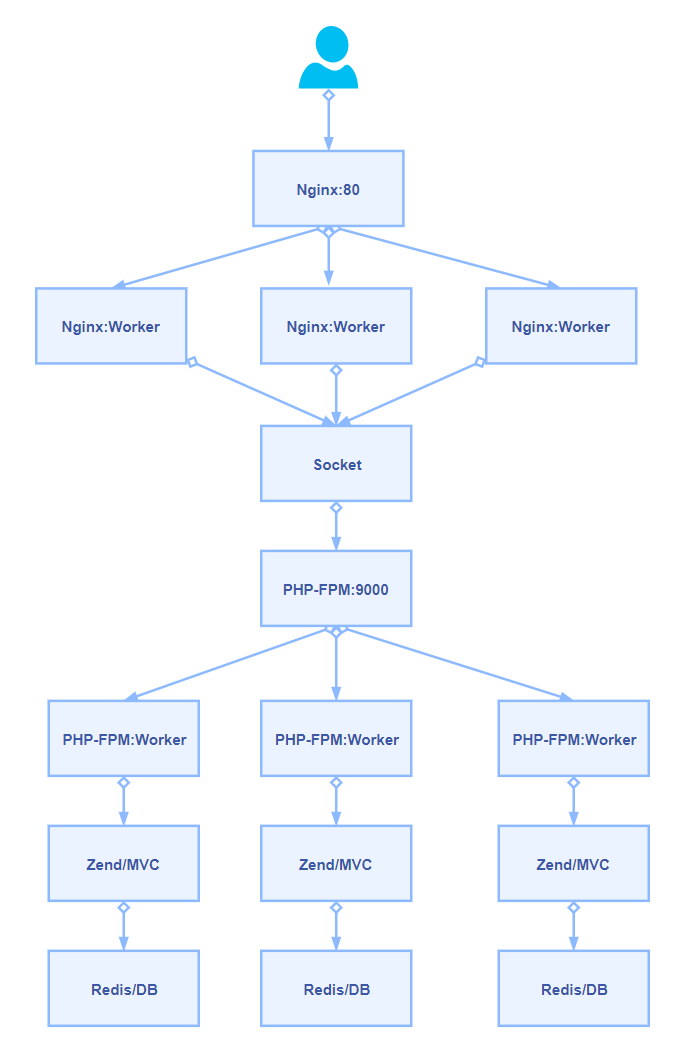 Nginx:80
Nginx:Worker
Nginx:Worker
Nginx:Worker
Socket
PHP-FPM:9000
PHP-FPM:Worker
PHP-FPM:Worker
PHP-FPM:Worker
Zend/MVC
Zend/MVC
Zend/MVC
Redis/DB
Redis/DB
Redis/DB